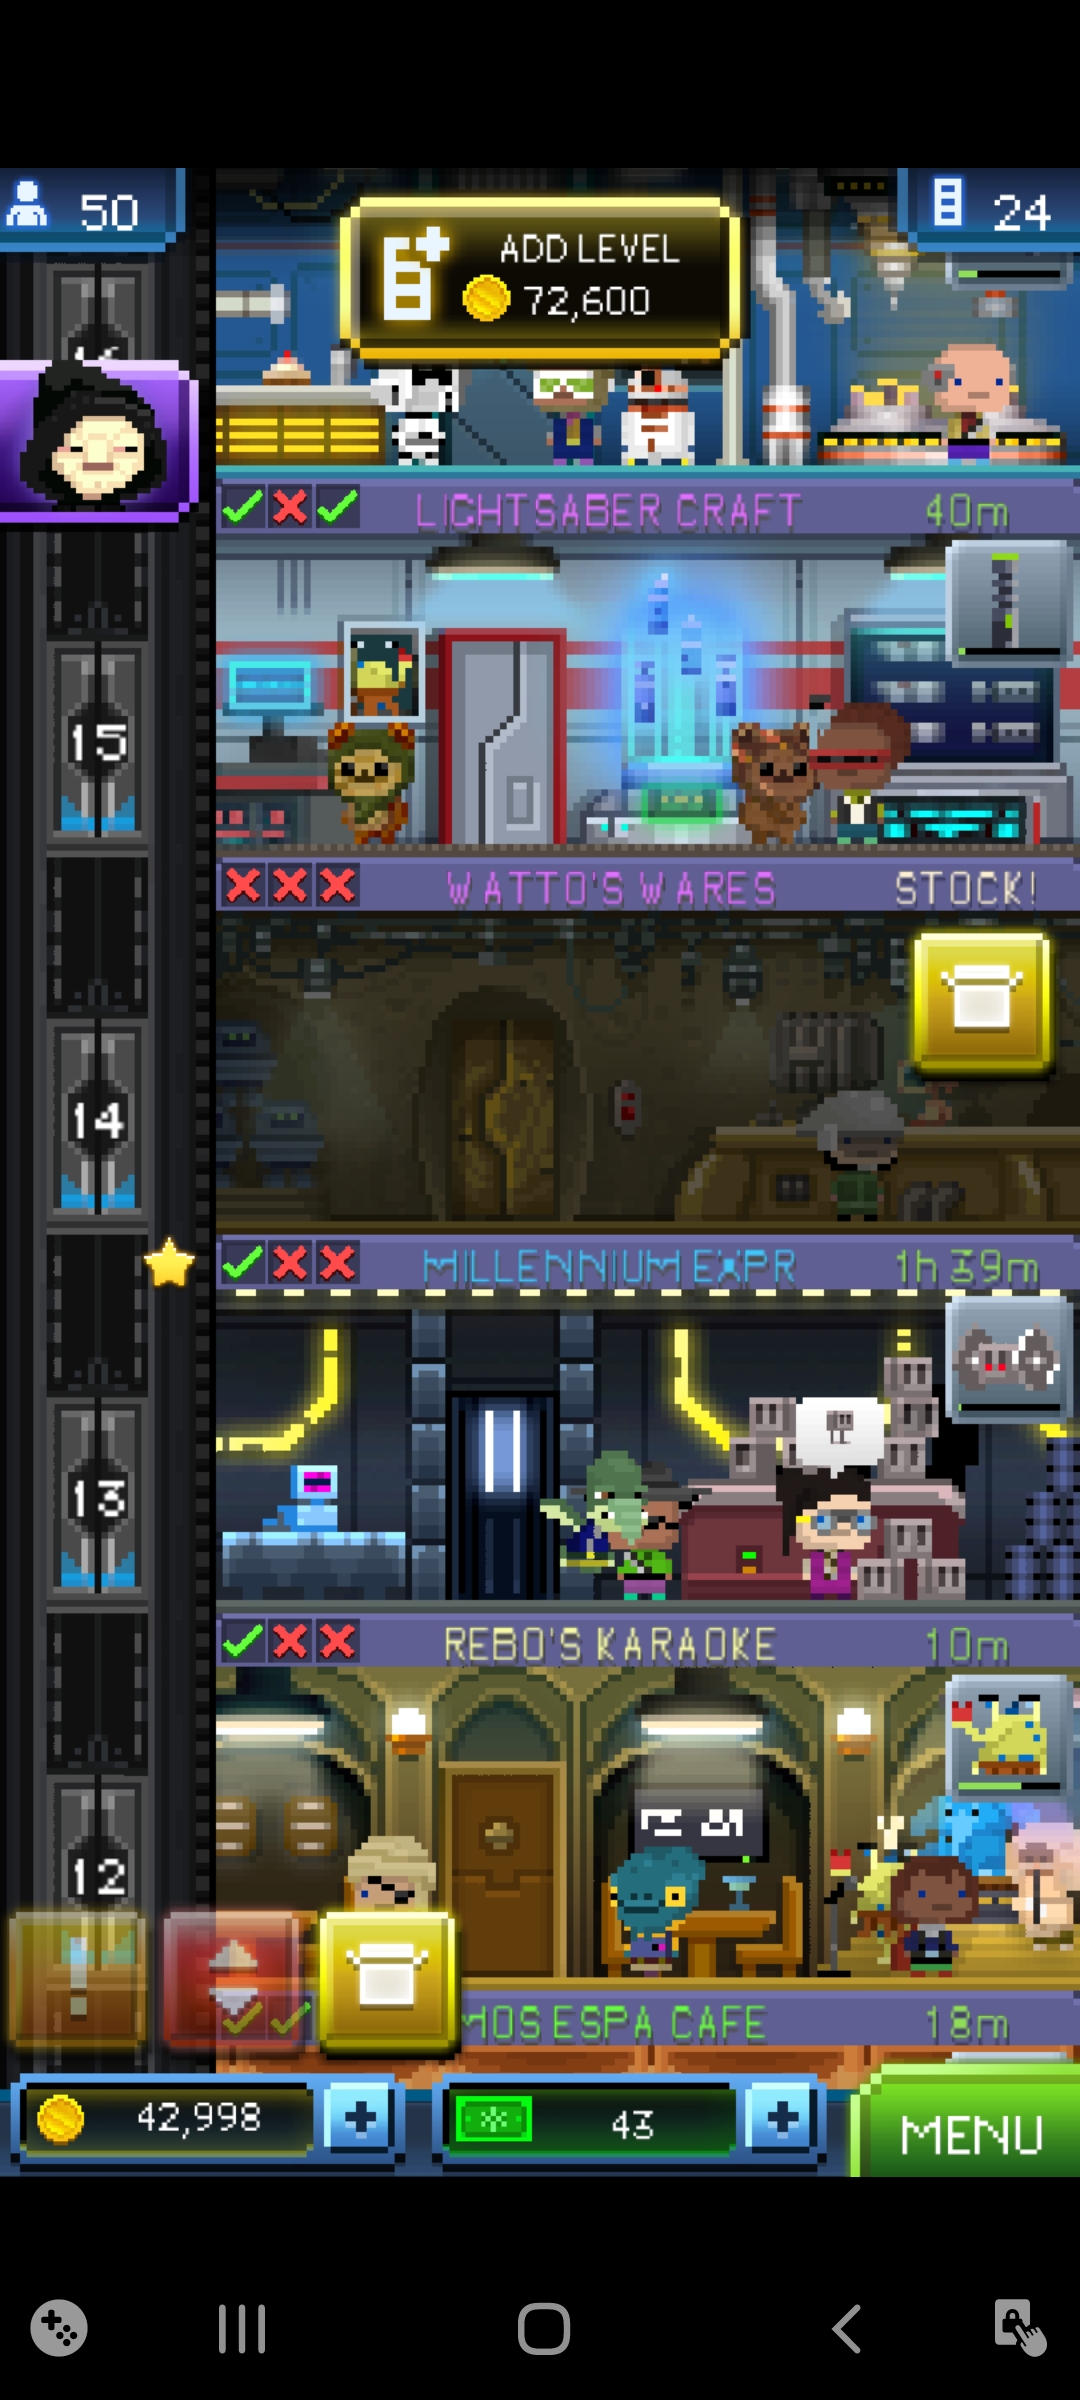 50
ADD LEVEL
72,600
24
LIGHTSABER CRAFT 40m
15
WATTO'S WARES STOCK!
14
MILLENNIUM EXPR 1h 39m
13
REBO'S KARAOKE 10m
12
MOS ESPA CAFE 18m
42,998
43
MENU